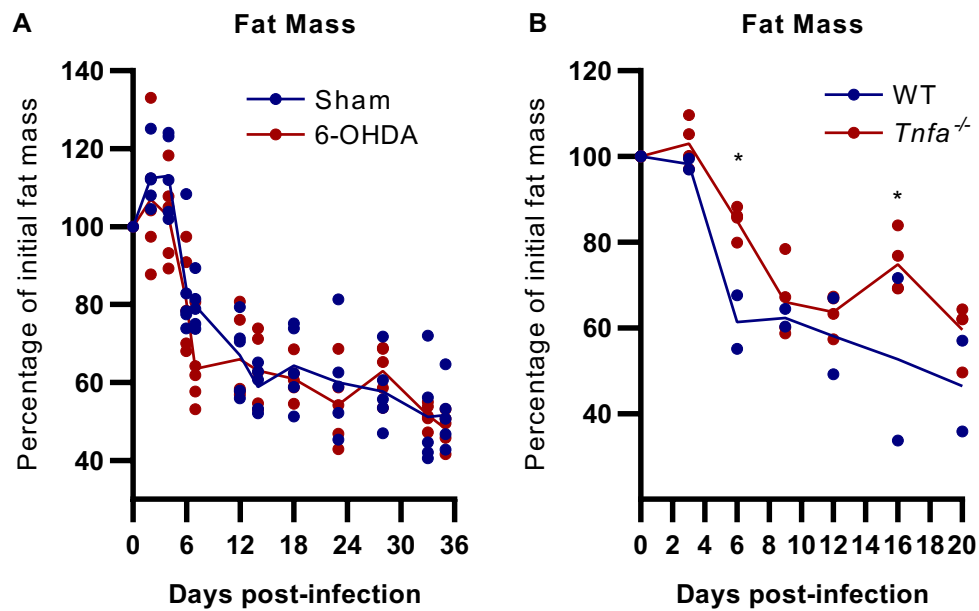 A
Fat Mass
Percentage of initial fat mass
140
120
100
80
60
40
Sham
6-OHDA
0 6 12 18 24 30 36
Days post-infection
B
Fat Mass
Percentage of initial fat mass
120
100
80
60
40
WT
Tnfa-/-
*
*
0 2 4 6 8 10 12 14 16 18 20
Days post-infection